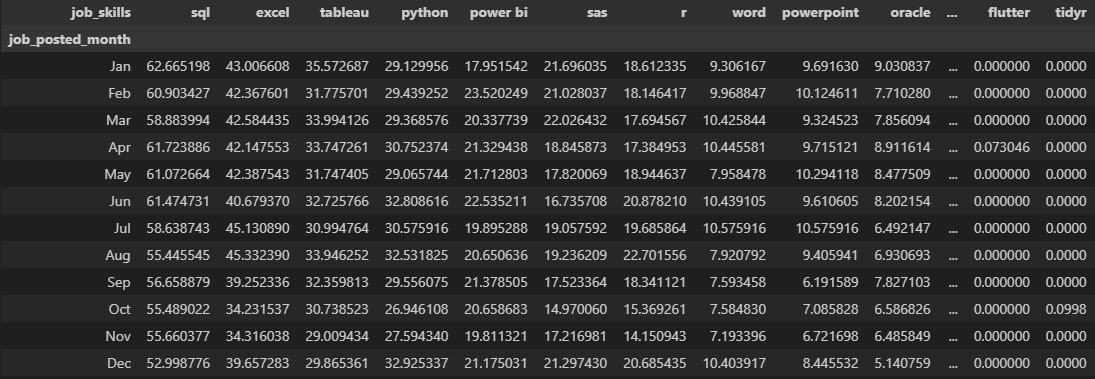 job_skills sql excel tableau python power bi sas r word powerpoint oracle ... flutter tidyr
job_posted_month
Jan 62.665198 43.006608 35.572687 29.129956 17.951542 21.696035 18.612335 9.306167 9.691630 9.030837 ... 0.000000 0.0000
Feb 60.903427 42.367601 31.775701 29.439252 23.520249 21.028037 18.146417 9.968847 10.124611 7.710280 ... 0.000000 0.0000
Mar 58.883994 42.584435 33.994126 29.368576 20.337739 22.026432 17.694567 10.425844 9.324523 7.856094 ... 0.000000 0.0000
Apr 61.723886 42.147553 33.747261 30.752374 21.329438 18.845873 17.384953 10.445581 9.715121 8.911614 ... 0.073046 0.0000
May 61.072664 42.387543 31.747405 29.065744 21.712803 17.820069 18.944637 7.958478 10.294118 8.477509 ... 0.000000 0.0000
Jun 61.474731 40.679370 32.725766 32.808616 22.535211 16.735708 20.878210 10.439105 9.610605 8.202154 ... 0.000000 0.0000
Jul 58.638743 45.130890 30.994764 30.575916 19.895288 19.057592 19.685864 10.575916 10.575916 6.492147 ... 0.000000 0.0000
Aug 55.445545 45.332390 33.946252 32.531825 20.650636 19.236209 22.701556 7.920792 9.405941 6.930693 ... 0.000000 0.0000
Sep 56.658879 39.252336 32.359813 29.556075 21.378505 17.523364 18.341121 7.593458 6.191589 7.827103 ... 0.000000 0.0000
Oct 55.489022 34.231537 30.738523 26.946108 20.658683 14.970060 15.369261 7.584830 7.085828 6.586826 ... 0.000000 0.0998
Nov 55.660377 34.316038 29.009434 27.594340 19.811321 17.216981 14.150943 7.193396 6.721698 6.485849 ... 0.000000 0.0000
Dec 52.998776 39.657283 29.865361 32.925337 21.175031 21.297430 20.685435 10.403917 8.445532 5.140759 ... 0.000000 0.0000